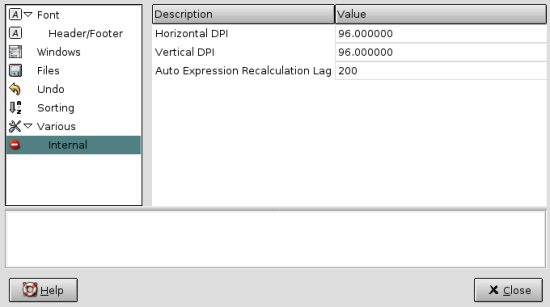 Font
Header/Footer
Windows
Files
Undo
Sorting
Various
Internal
Description Value
Horizontal DPI 96.000000
Vertical DPI 96.000000
Auto Expression Recalculation Lag 200
Help
Close